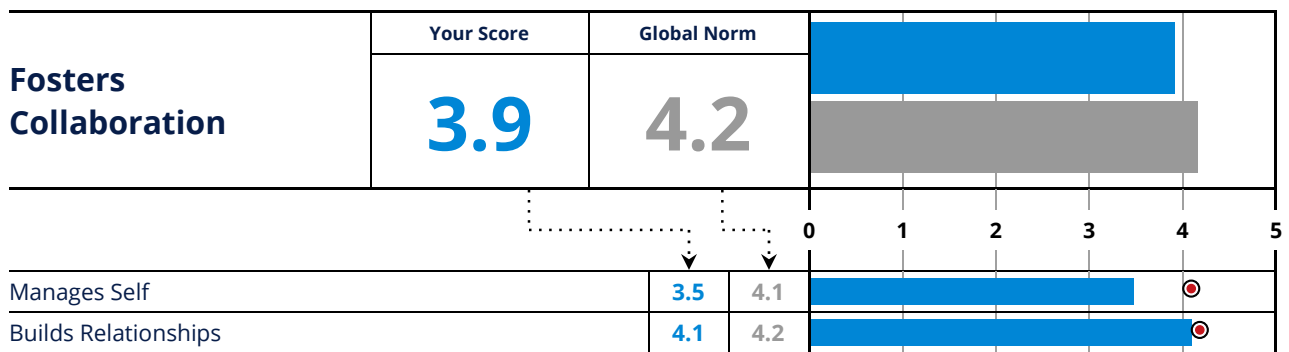 Your Score Global Norm
Fosters
Collaboration
3.9 4.2
0 1 2 3 4 5
Manages Self 3.5 4.1
Builds Relationships 4.1 4.2